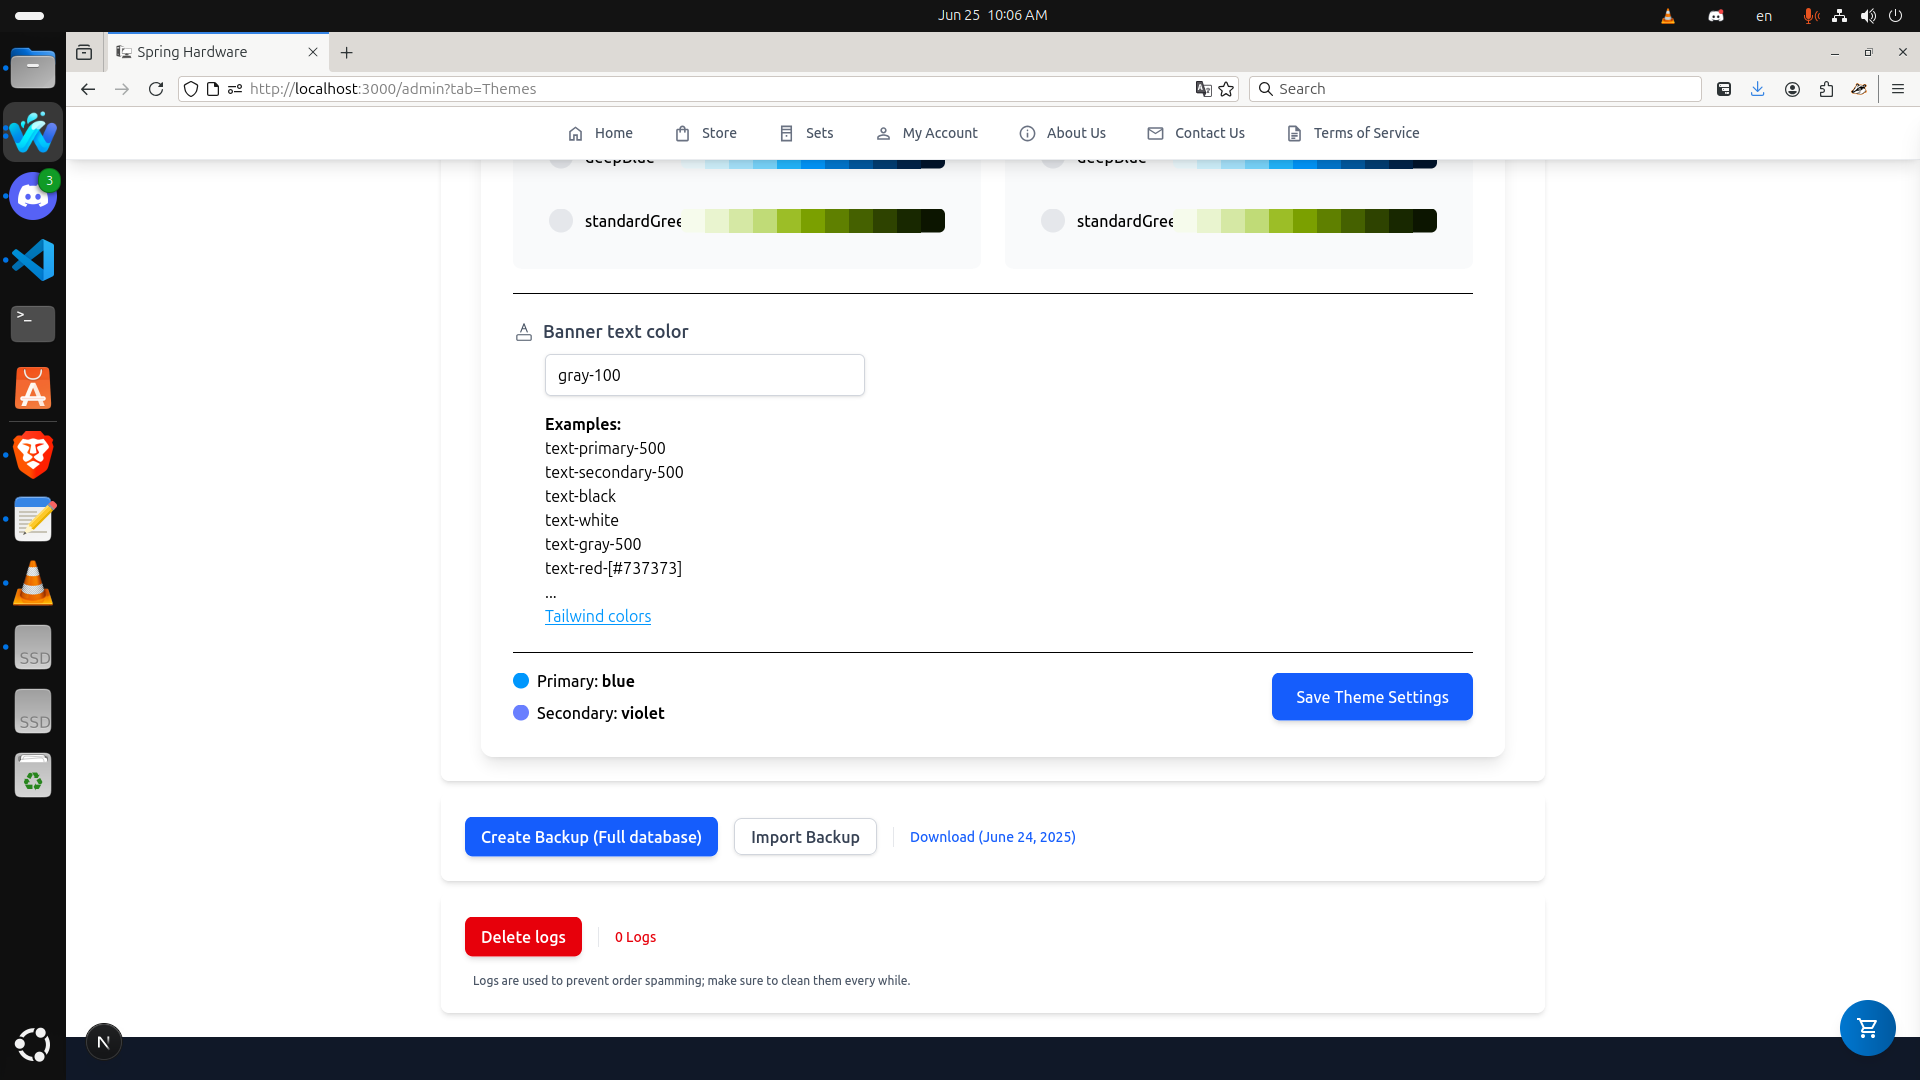 Jun 25 10:06 AM
en
Spring Hardware
http://localhost:3000/admin?tab=Themes
Search
Home
Store
Sets
My Account
About Us
Contact Us
Terms of Service
3
deepBlue
deepBlue
standardGree
standardGree
Banner text color
gray-100
Examples:
text-primary-500
text-secondary-500
text-black
text-white
text-gray-500
text-red-[#737373]
...
Tailwind colors
Primary: blue
Secondary: violet
Save Theme Settings
SSD
SSD
Create Backup (Full database)
Import Backup
Download (June 24, 2025)
Delete logs
0 Logs
Logs are used to prevent order spamming; make sure to clean them every while.
N